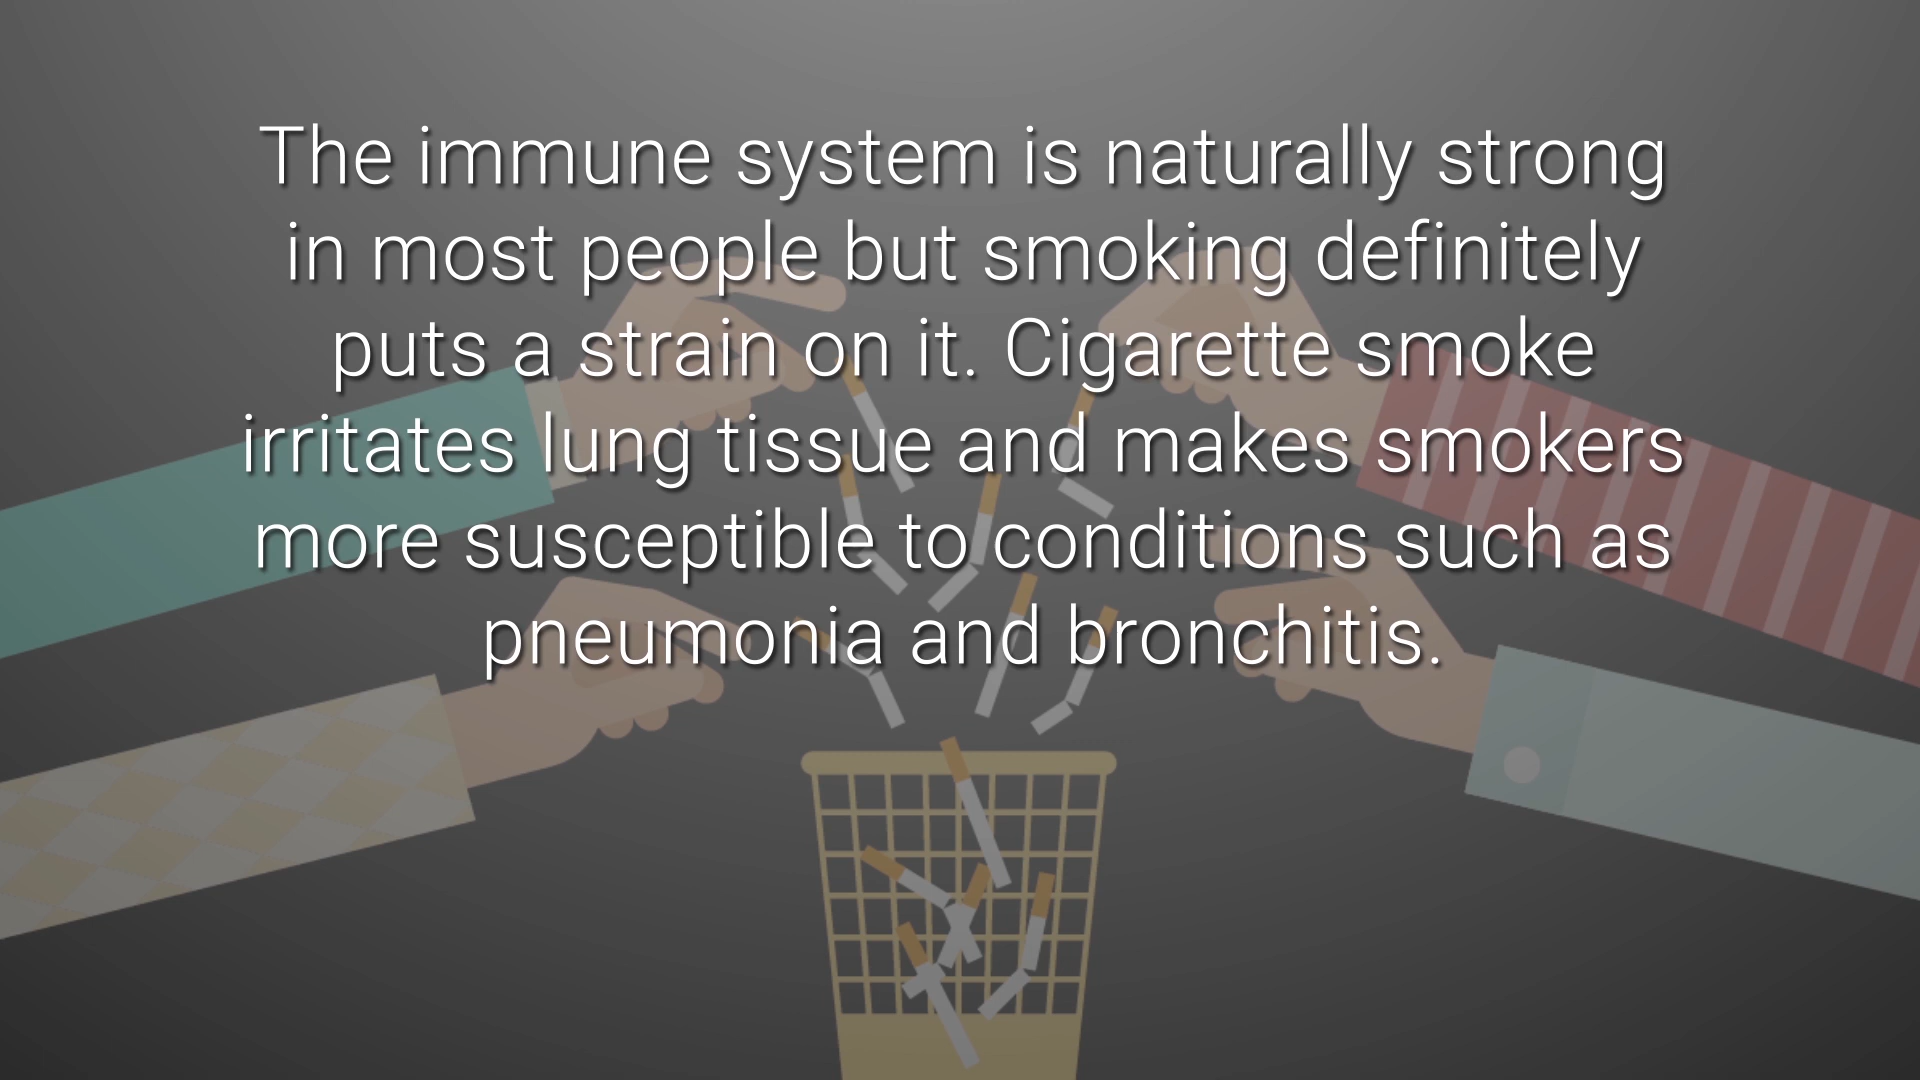 The immune system is naturally strong
in most people but smoking definitely
puts a strain on it. Cigarette smoke
irritates lung tissue and makes smokers
more susceptible to conditions such as
pneumonia and bronchitis.